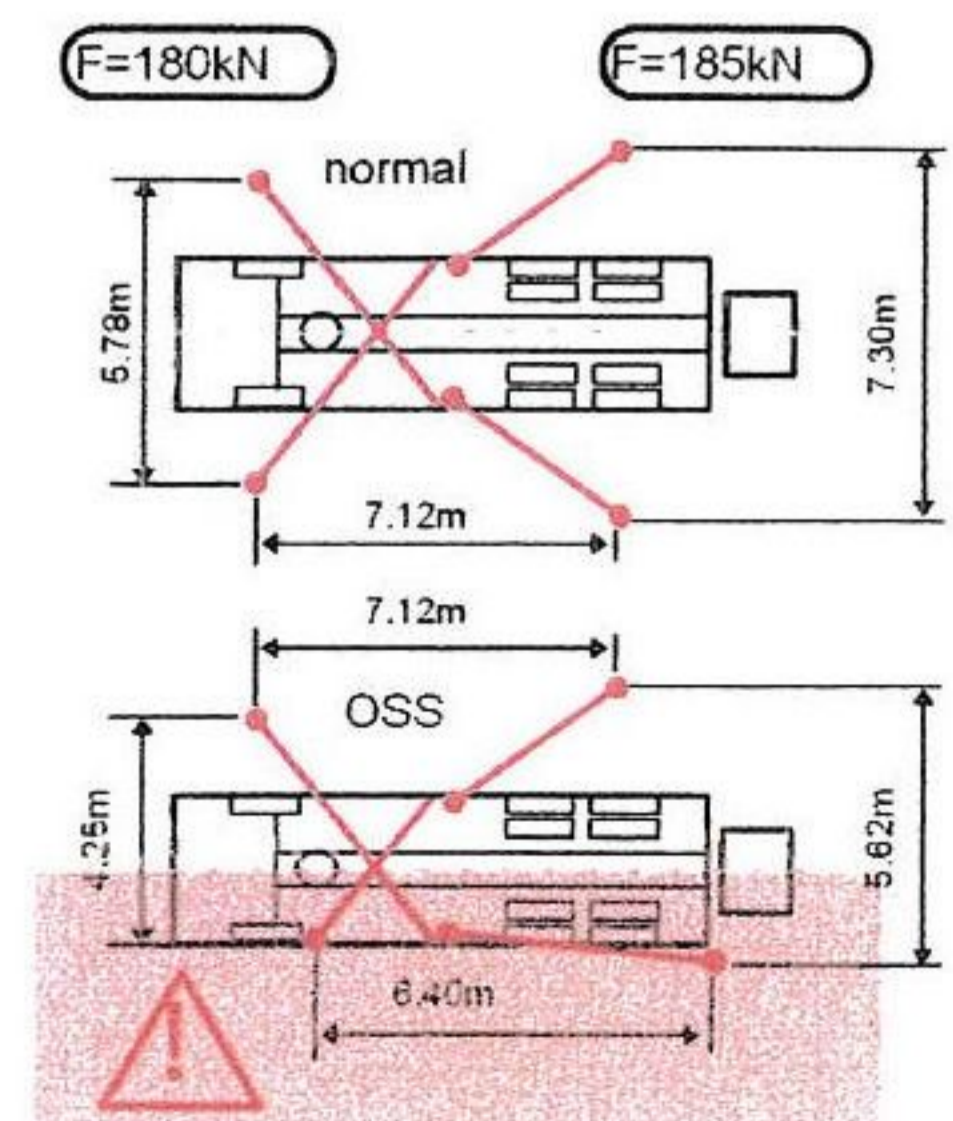 F=180kN
F=185kN
normal
5.78m
7.30m
7.12m
7.12m
OSS
4.25m
5.62m
6.40m
!